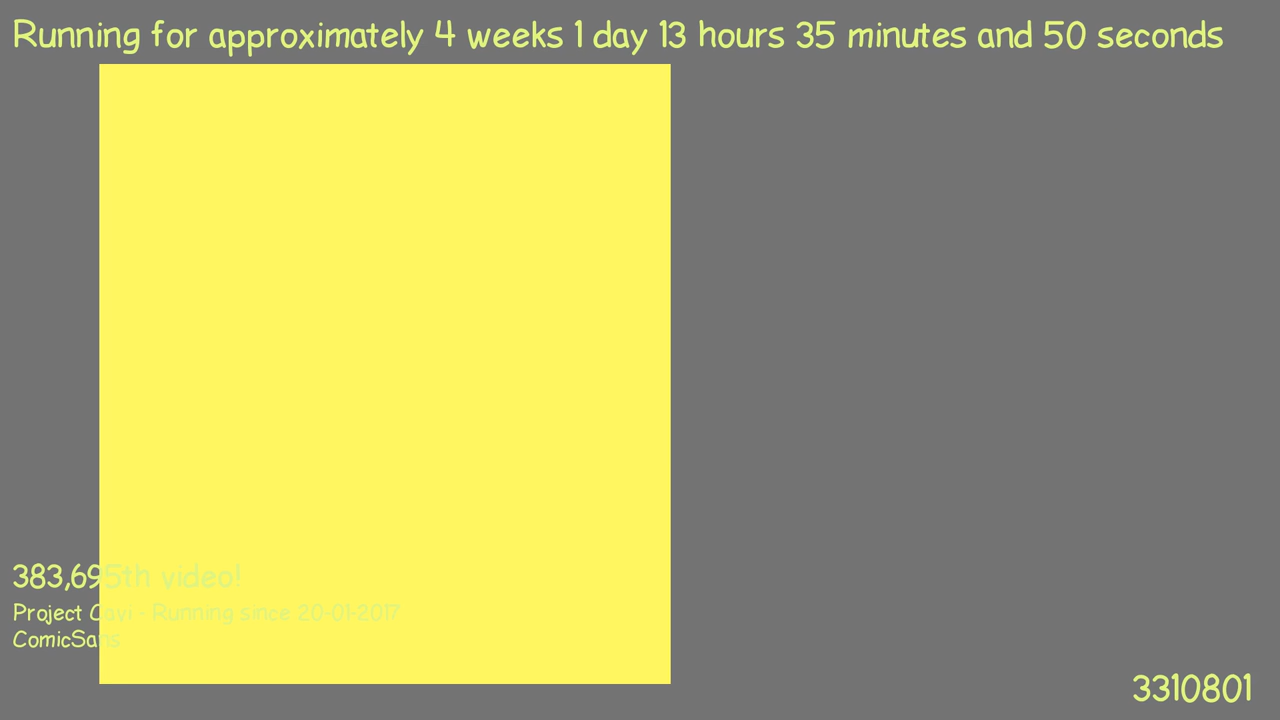 Running for approximately 4 weeks 1 day 13 hours 35 minutes and 50 seconds
383,695th video!
Project Cavi - Running since 20-01-2017
ComicSans
3310801